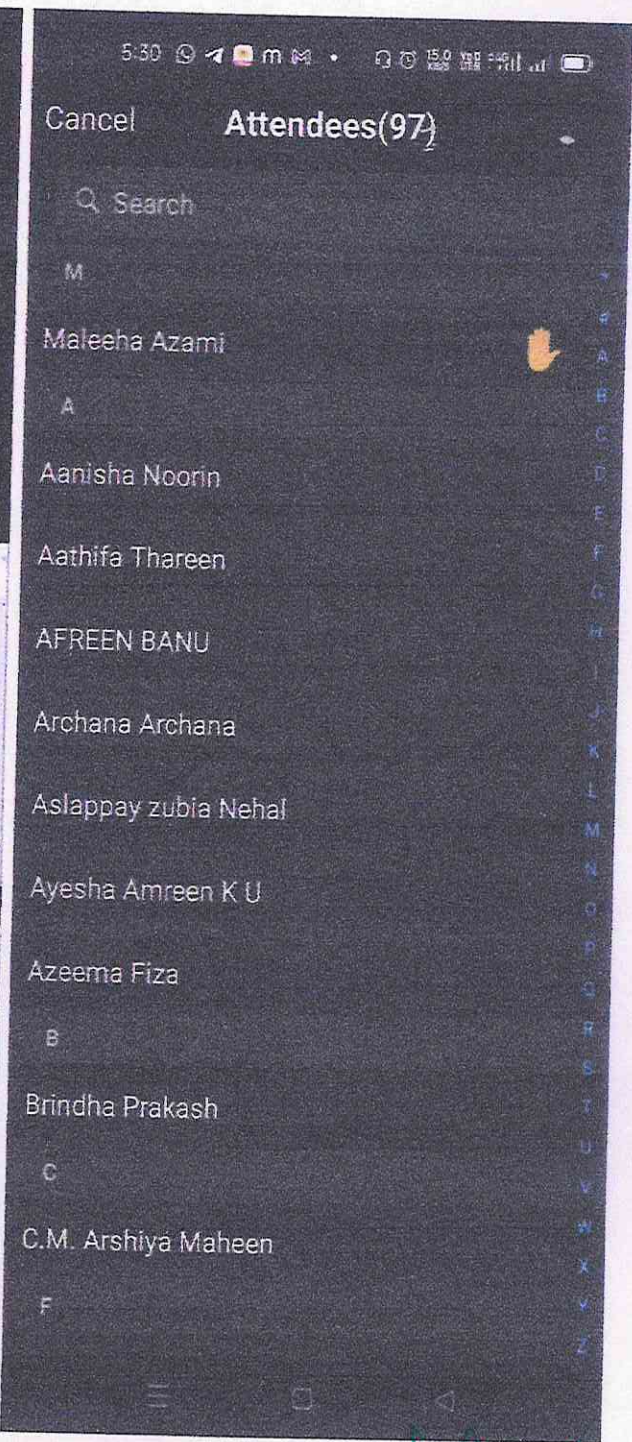 5:30
Cancel Attendees(97)
Search
M
Maleeha Azami
A
Aanisha Noorin
Aathifa Thareen
AFREEN BANU
Archana Archana
Aslappay zubia Nehal
Ayesha Amreen K U
Azeema Fiza
B
Brindha Prakash
C
C.M. Arshiya Maheen
F
#
A
B
C
D
E
F
G
H
I
J
K
L
M
N
O
P
Q
R
S
T
U
V
W
X
Y
Z